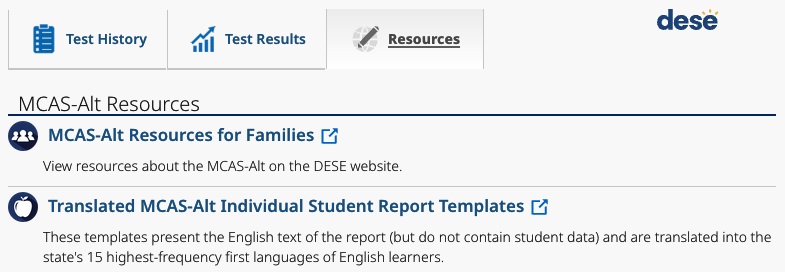 dese
Test History
Test Results
Resources
MCAS-Alt Resources
MCAS-Alt Resources for Families
View resources about the MCAS-Alt on the DESE website.
Translated MCAS-Alt Individual Student Report Templates
These templates present the English text of the report (but do not contain student data) and are translated into the
state's 15 highest-frequency first languages of English learners.